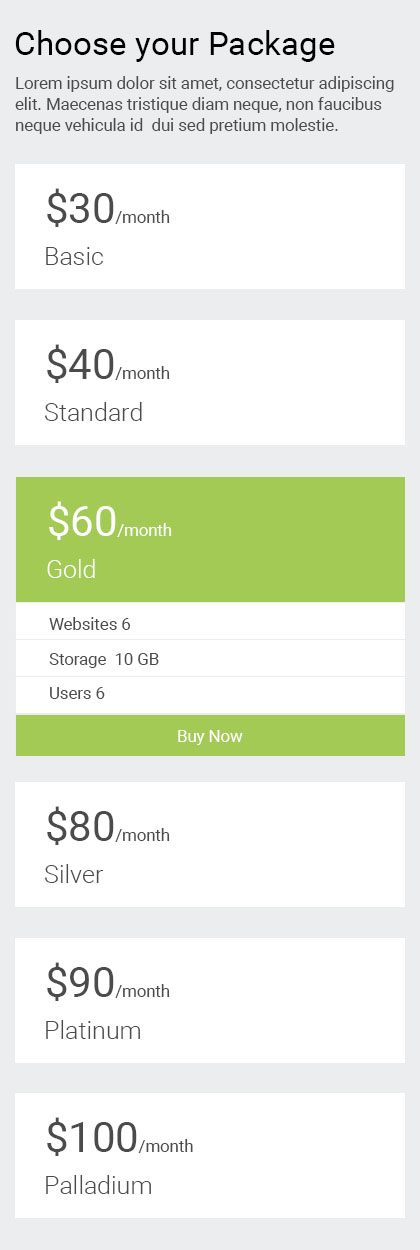 Choose your Package
Lorem ipsum dolor sit amet, consectetur adipiscing
elit. Maecenas tristique diam neque, non faucibus
neque vehicula id  dui sed pretium molestie.
$30/month
Basic
$40/month
Standard
$60/month
Gold
Websites 6
Storage  10 GB
Users 6
Buy Now
$80/month
Silver
$90/month
Platinum
$100/month
Palladium